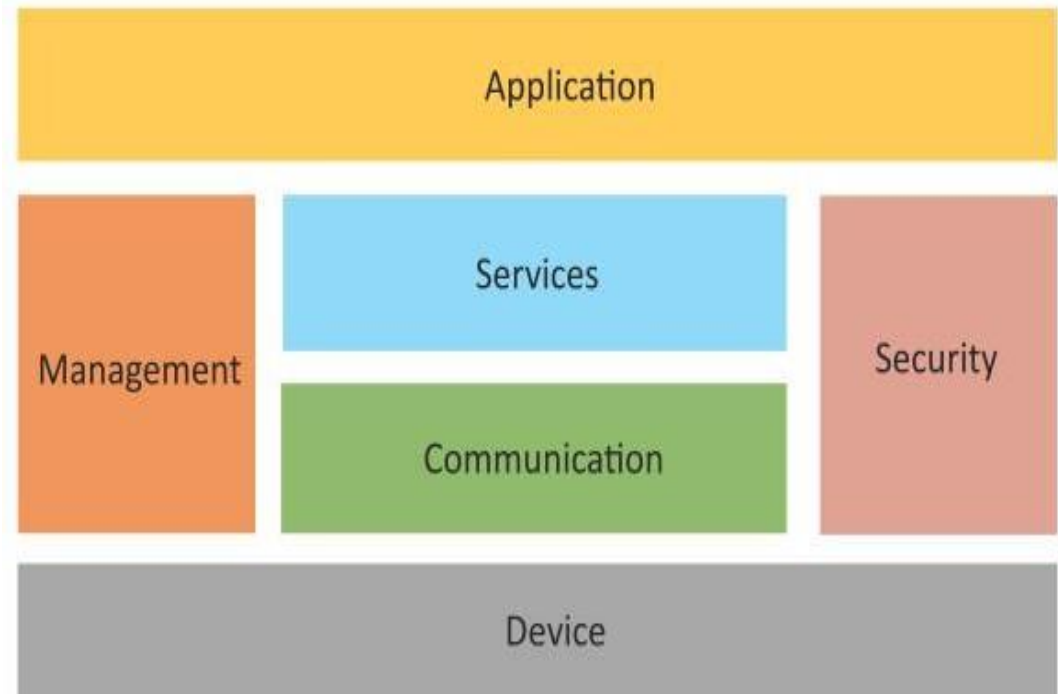 Application
Management
Services
Communication
Security
Device